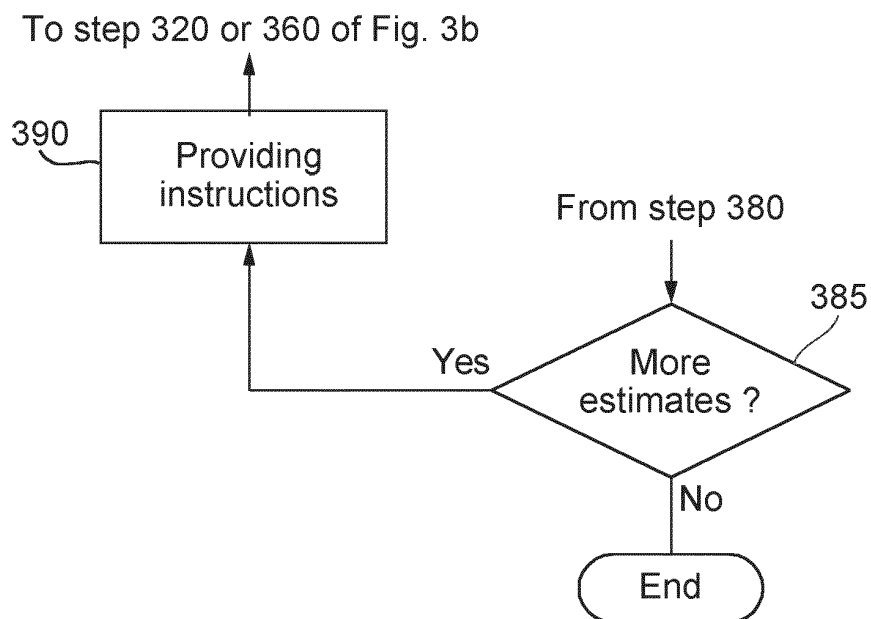 To step 320 or 360 of Fig. 3b
390
Providing
instructions
From step 380
385
Yes
More
estimates ?
No
End